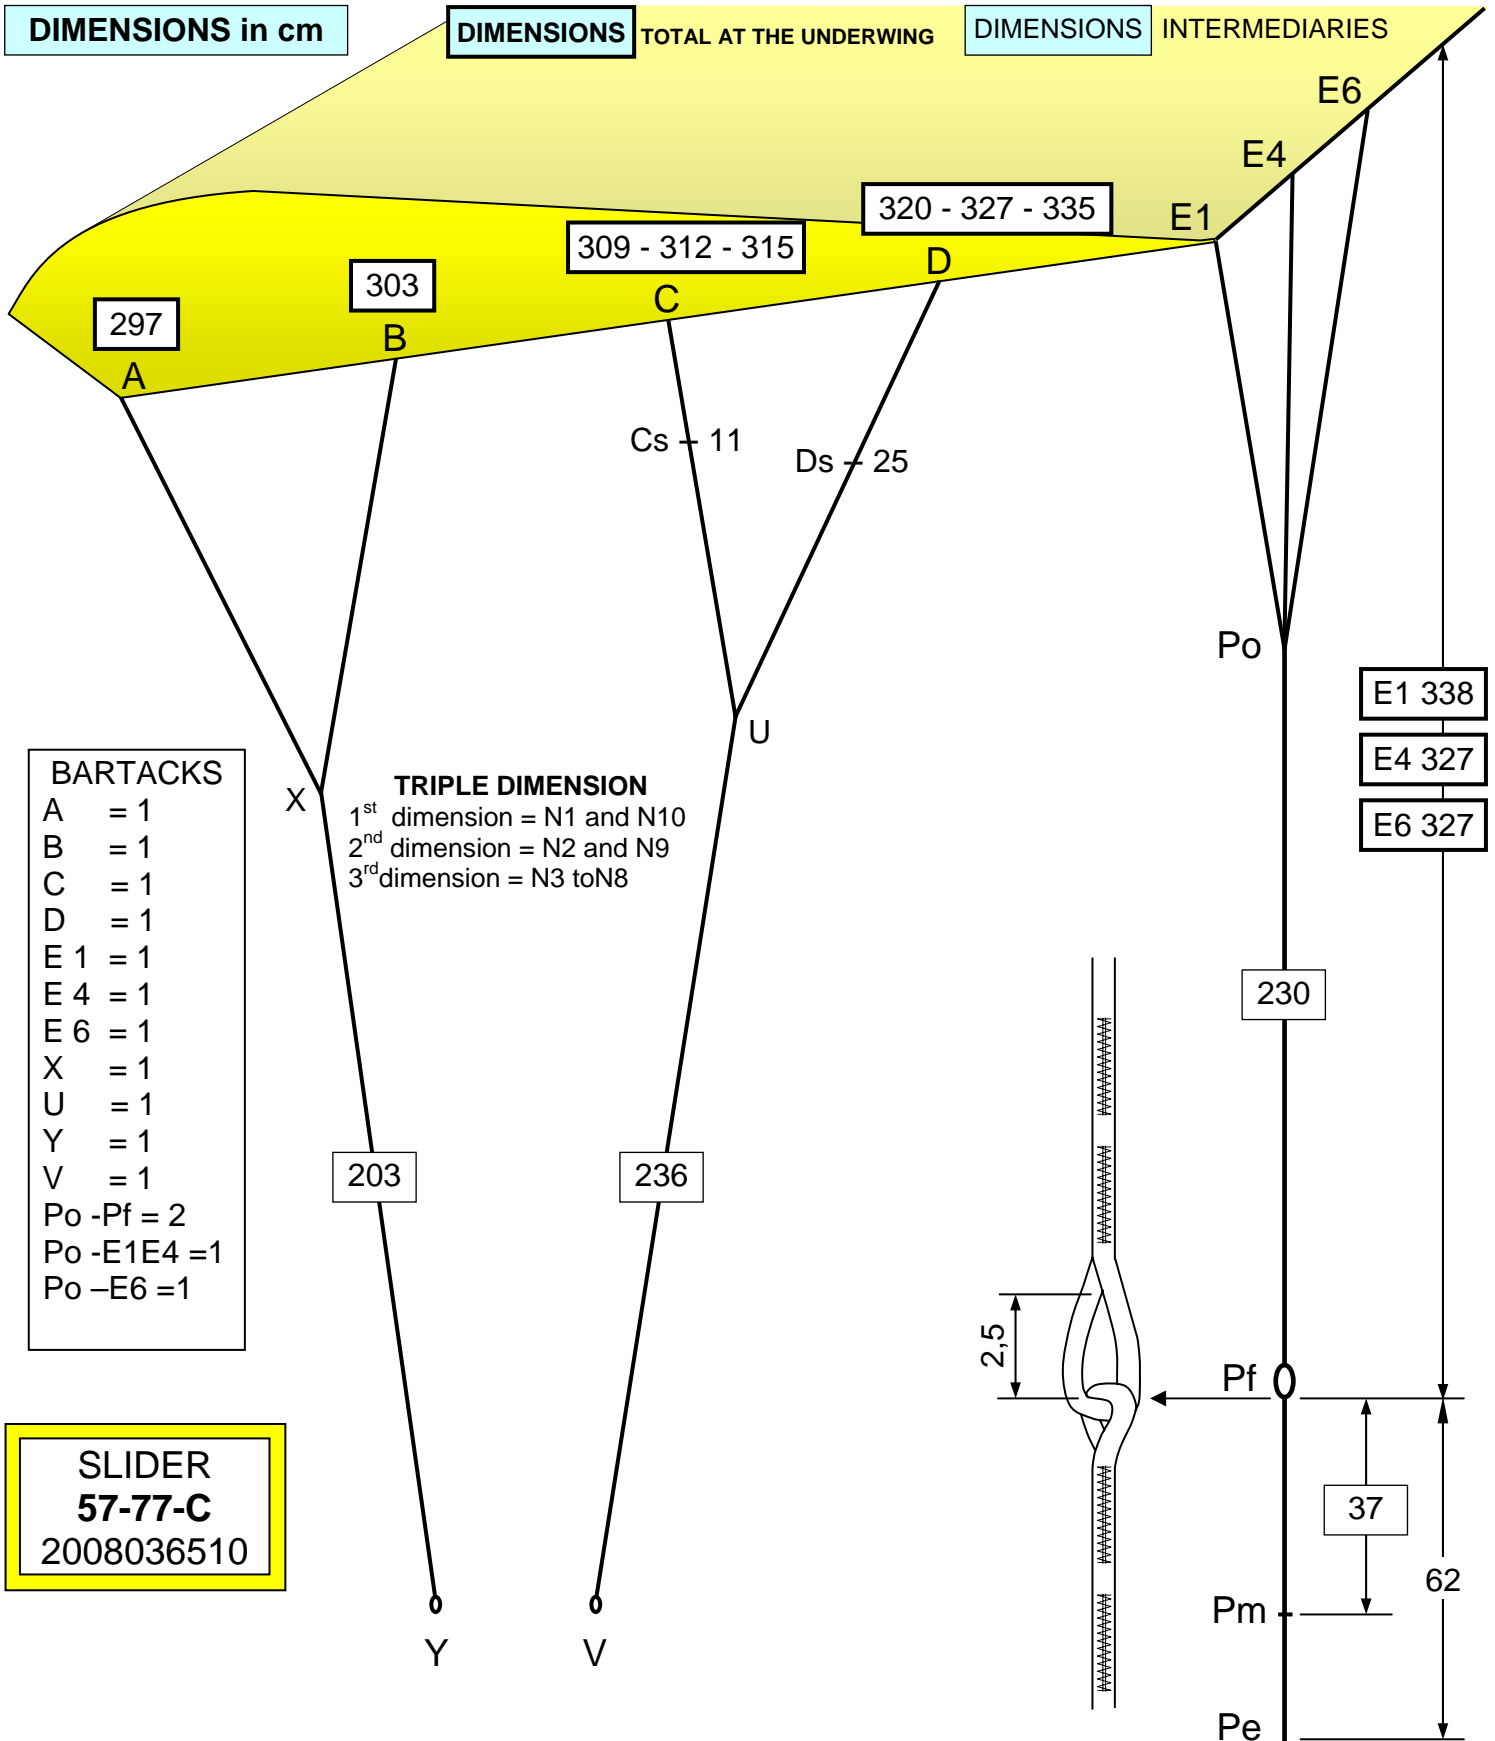 DIMENSIONS in cm
DIMENSIONS TOTAL AT THE UNDERWING
DIMENSIONS INTERMEDIARIES
E6
E4
E1
320 - 327 - 335
D
309 - 312 - 315
C
303
B
297
A
Cs 11
Ds 25
Po
E1 338
E4 327
E6 327
U
X
TRIPLE DIMENSION
1st dimension = N1 and N10
2nd dimension = N2 and N9
3rd dimension = N3 toN8
BARTACKS
A = 1
B = 1
C = 1
D = 1
E 1 = 1
E 4 = 1
E 6 = 1
X = 1
U = 1
Y = 1
V = 1
Po -Pf = 2
Po -E1E4 =1
Po –E6 =1
230
203
236
2,5
Pf
37
62
Pm
Pe
SLIDER
57-77-C
2008036510
Y
V